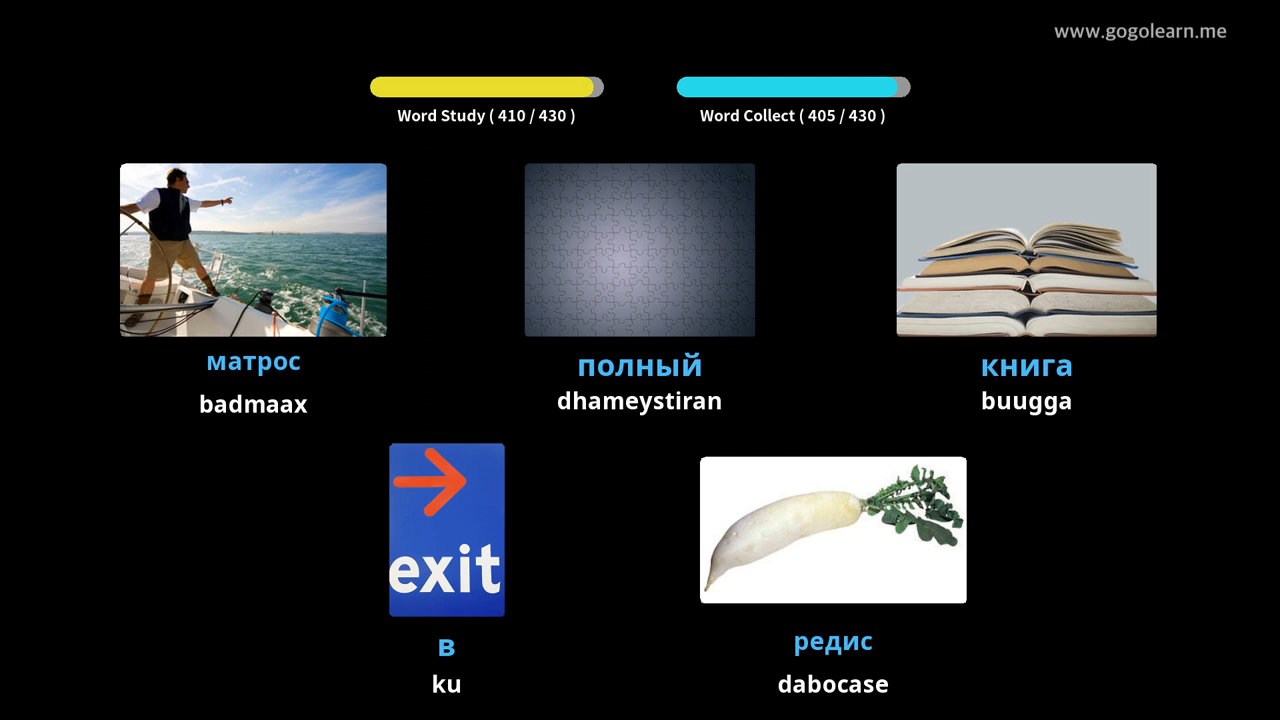 www.gogolearn.me
Word Study ( 410 / 430 )
Word Collect ( 405 / 430 )
матрос
badmaax
полный
dhameystiran
книга
buugga
exit
в
ku
редис
dabocase